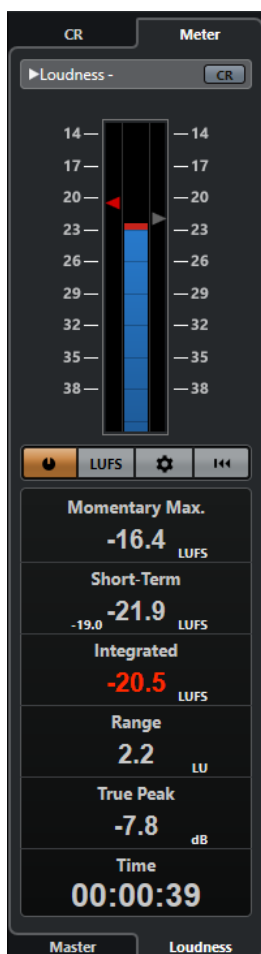 CR Meter
▶Loudness - CR
14 14
17 17
20 20
23 23
26 26
29 29
32 32
35 35
38 38
LUFS
Momentary Max.
-16.4 LUFS
Short-Term
-19.0 -21.9 LUFS
Integrated
-20.5 LUFS
Range
2.2 LU
True Peak
-7.8 dB
Time
00:00:39
Master Loudness